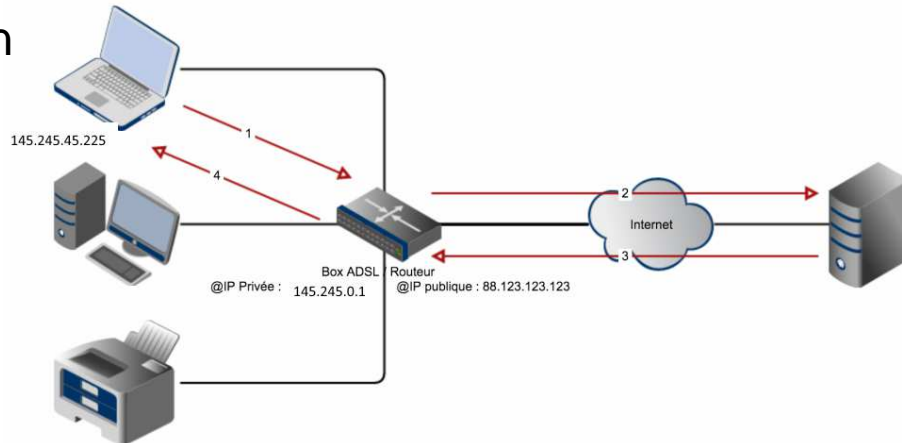 n
1
145.245.45.225
4
2
Internet
3
Box ADSL / Routeur
@IP Privée : 145.245.0.1 @IP publique : 88.123.123.123